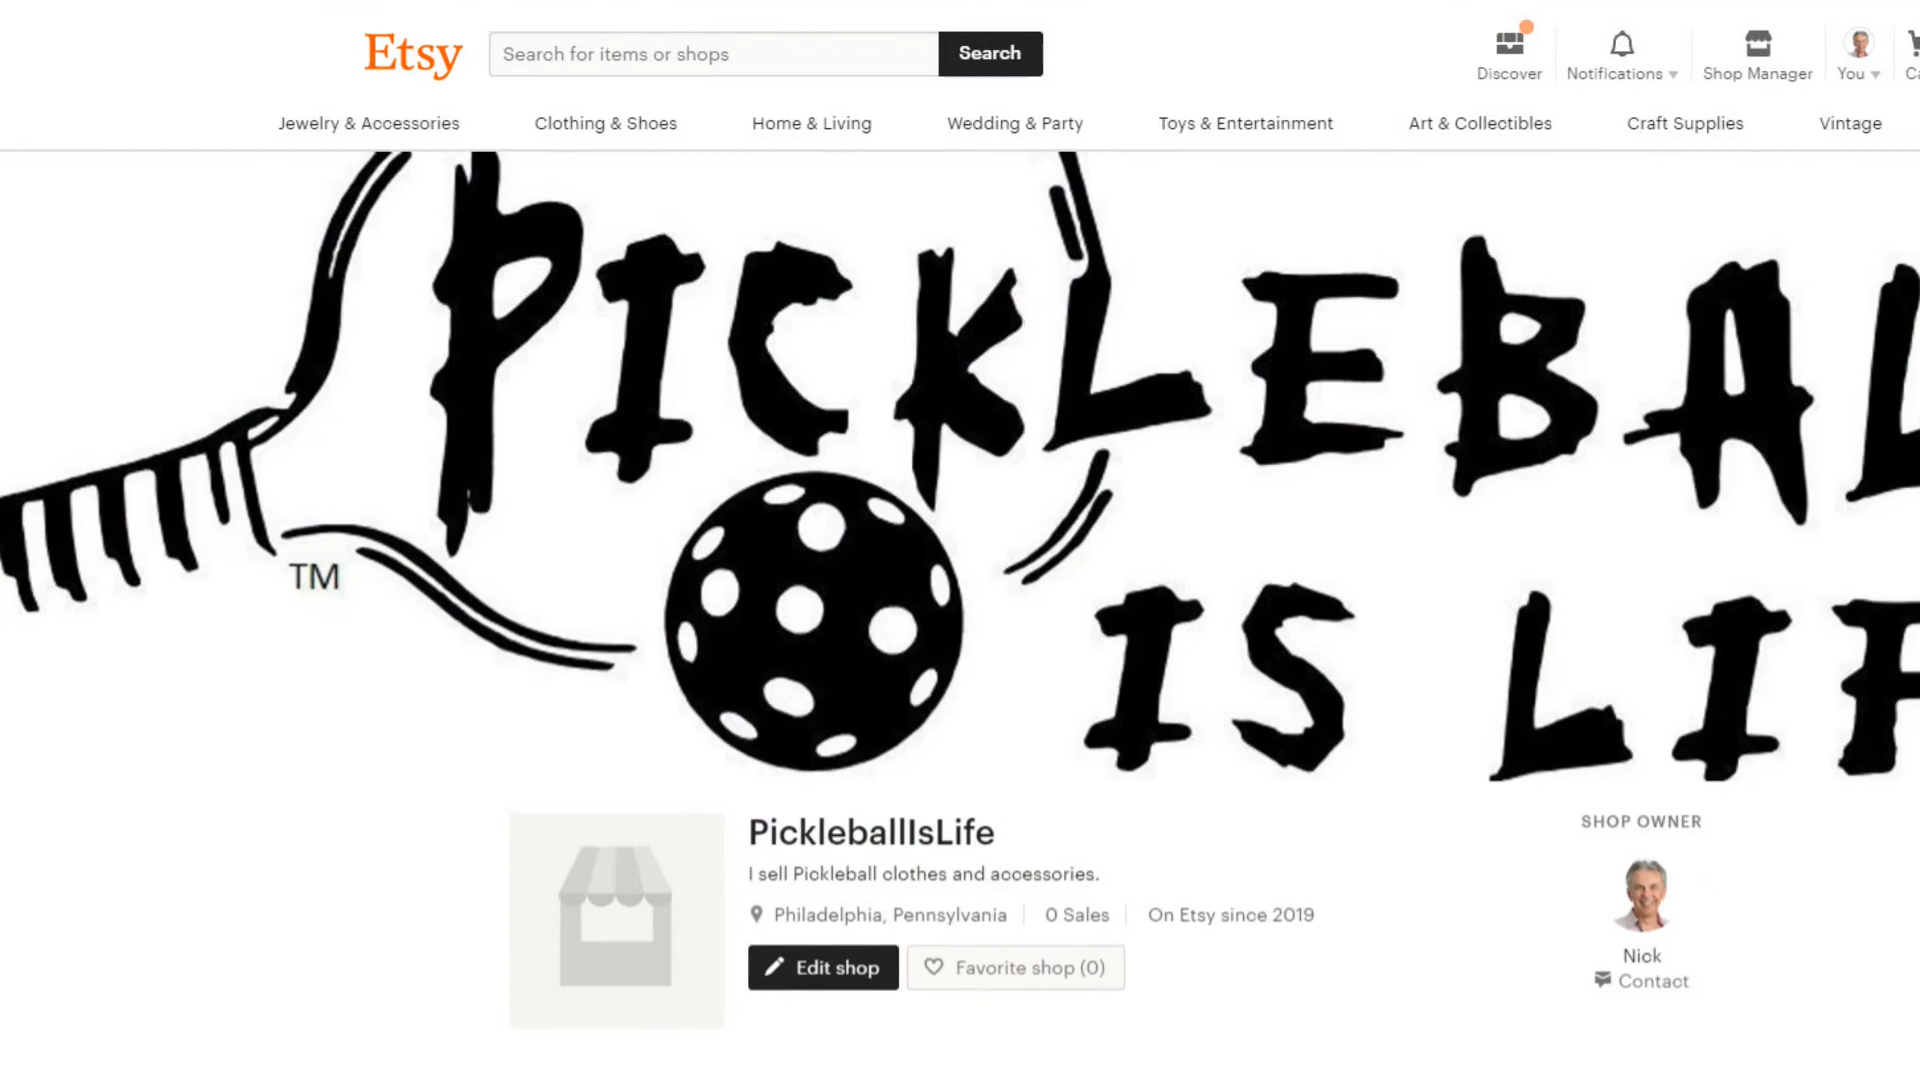 Etsy
Search for items or shops
Search
Discover
Notifications
Shop Manager
You
Jewelry & Accessories
Clothing & Shoes
Home & Living
Wedding & Party
Toys & Entertainment
Art & Collectibles
Craft Supplies
Vintage
PICKLEBAL
TM
IS LIF
PickleballIsLife
I sell Pickleball clothes and accessories.
Philadelphia, Pennsylvania
0 Sales
On Etsy since 2019
Edit shop
Favorite shop (0)
SHOP OWNER
Nick
Contact